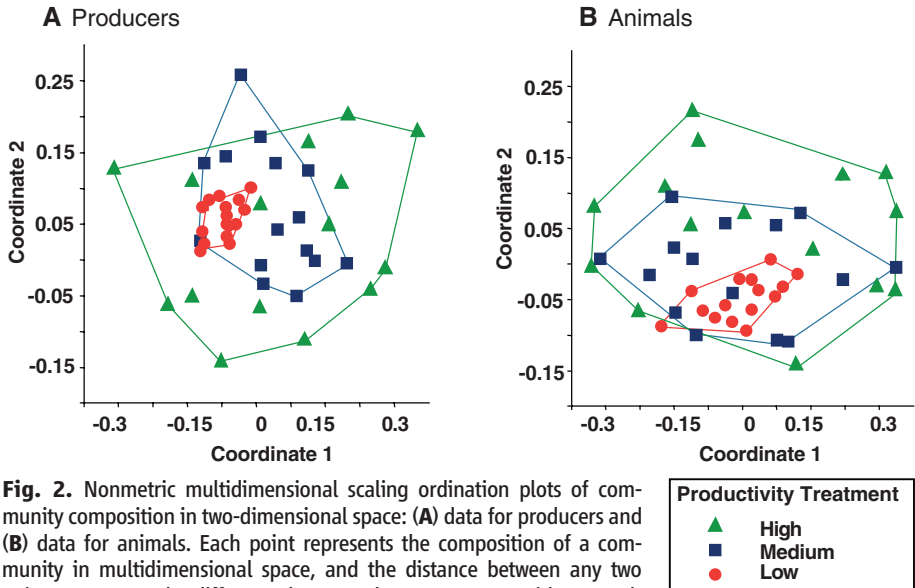 A Producers
B Animals
0.25
0.15
0.05
-0.05
-0.15
Coordinate 2
-0.3 -0.15 0 0.15 0.3
Coordinate 1
0.25
0.15
0.05
-0.05
-0.15
Coordinate 2
-0.3 -0.15 0 0.15 0.3
Coordinate 1
Fig. 2. Nonmetric multidimensional scaling ordination plots of com-
munity composition in two-dimensional space: (A) data for producers and
(B) data for animals. Each point represents the composition of a com-
munity in multidimensional space, and the distance between any two
Productivity Treatment
High
Medium
Low